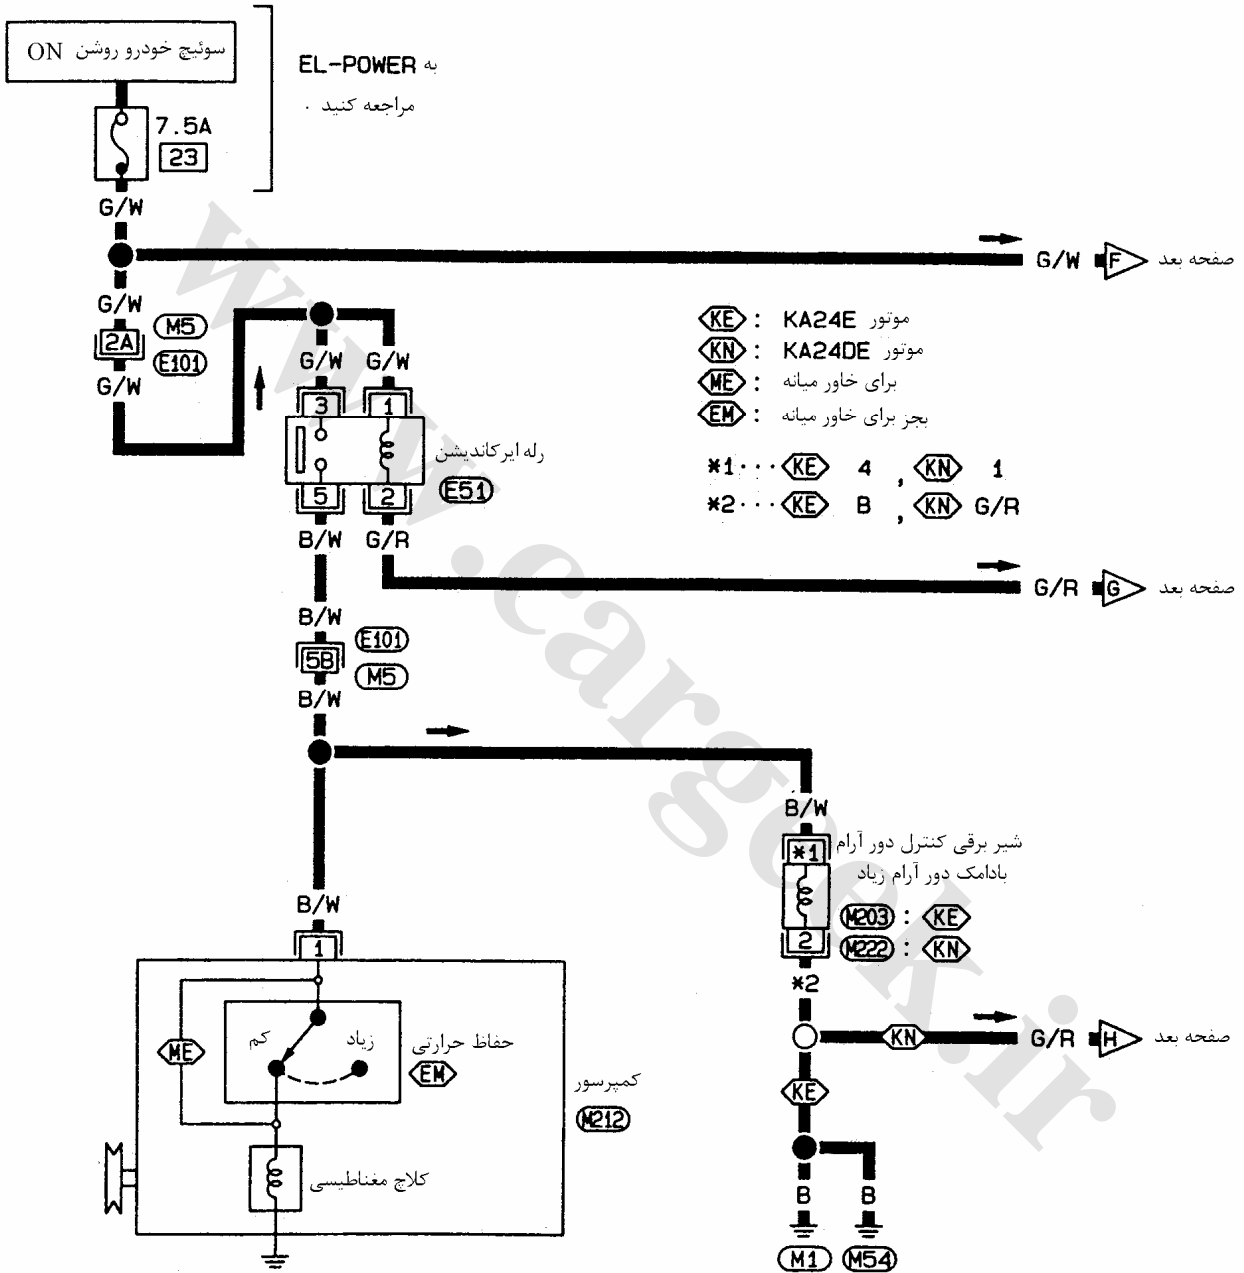 سوئیچ خودرو روشن ON
به EL-POWER
مراجعه کنید .
7.5A
23
G/W
G/W
F
صفحه بعد
G/W
2A
M5
E101
G/W
KE : موتور KA24E
KN : موتور KA24DE
ME : برای خاور میانه
EM : بجز برای خاور میانه
*1···KE 4 , KN 1
*2···KE B , KN G/R
G/W
G/W
3
1
رله ایرکاندیشن
E51
5
2
B/W
G/R
G/R
G
صفحه بعد
B/W
5B
E101
M5
B/W
B/W
*1
شیر برقی کنترل دور آرام
بادامک دور آرام زیاد
M203 : KE
2
M222 : KN
*2
B/W
1
KN
G/R
H
صفحه بعد
ME
کم
زیاد
حفاظ حرارتی
EM
کمپرسور
M212
کلاچ مغناطیسی
KE
B
B
M1
M54
www.cargeek.ir